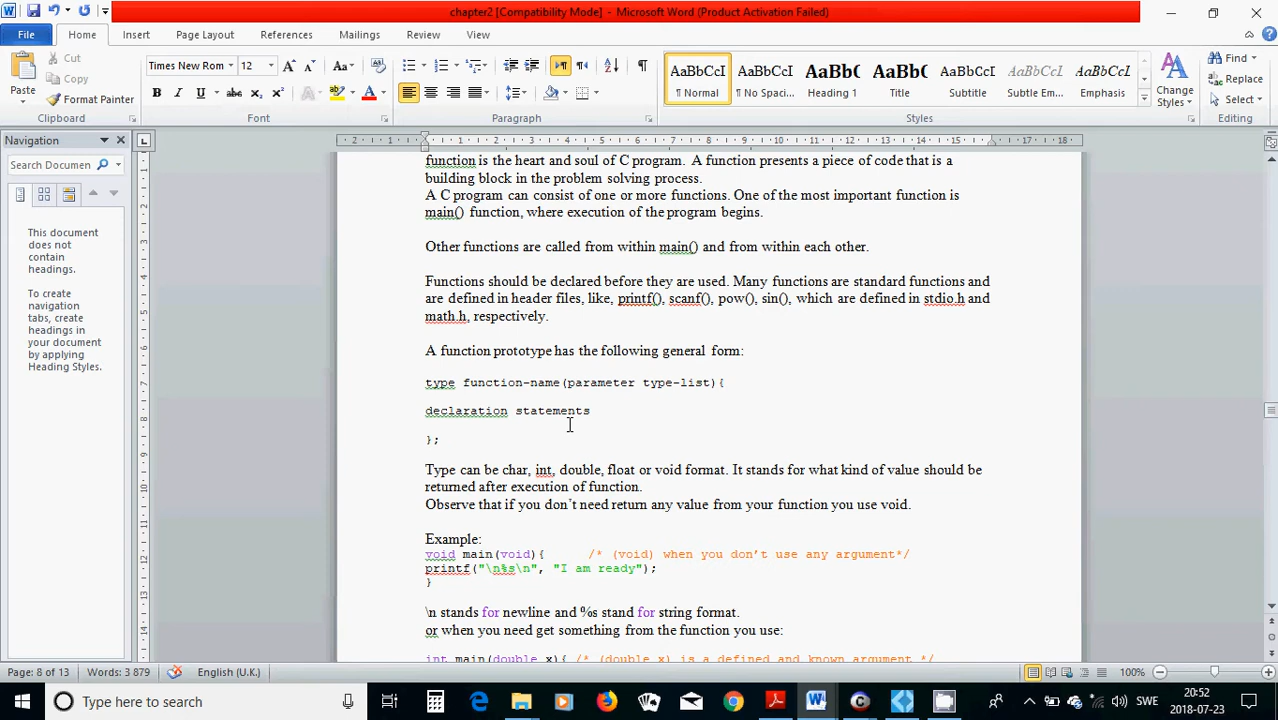 chapter2 [Compatibility Mode] - Microsoft Word (Product Activation Failed)
File Home Insert Page Layout References Mailings Review View
Cut
Copy
Paste
Format Painter
Clipboard
Times New Rom 12
Font
Paragraph
AaBbCcI AaBbCcI AaBbC AaBbC AaBbCcI AaBbCcI AaBbCcI
¶ Normal ¶ No Spaci... Heading 1 Title Subtitle Subtle Em... Emphasis
Change Styles
Styles
Find
Replace
Select
Editing
Navigation
Search Documen
This document does not contain headings.
To create navigation tabs, create headings in your document by applying Heading Styles.
function is the heart and soul of C program. A function presents a piece of code that is a
building block in the problem solving process.
A C program can consist of one or more functions. One of the most important function is
main() function, where execution of the program begins.
Other functions are called from within main() and from within each other.
Functions should be declared before they are used. Many functions are standard functions and
are defined in header files, like, printf(), scanf(), pow(), sin(), which are defined in stdio.h and
math.h, respectively.
A function prototype has the following general form:
type function-name(parameter type-list){
declaration statements
};
Type can be char, int, double, float or void format. It stands for what kind of value should be
returned after execution of function.
Observe that if you don't need return any value from your function you use void.
Example:
void main(void){ /* (void) when you don't use any argument*/
printf("\n%s\n", "I am ready");
}
\n stands for newline and %s stand for string format.
or when you need get something from the function you use:
int main(double x){ /* (double x) is a defined and known argument */
Page: 8 of 13 Words: 3 879 English (U.K.) 100%
Type here to search
SWE
20:52
2018-07-23